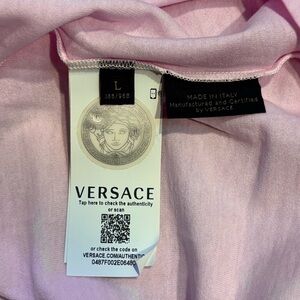 L
MADE IN ITALY
Manufactured and Certified
BY VERSACE
VERSACE
Tap here to check the authenticity
or scan
or check the code on
VERSACE.COM/AUTHENTIC
0487F002E06480